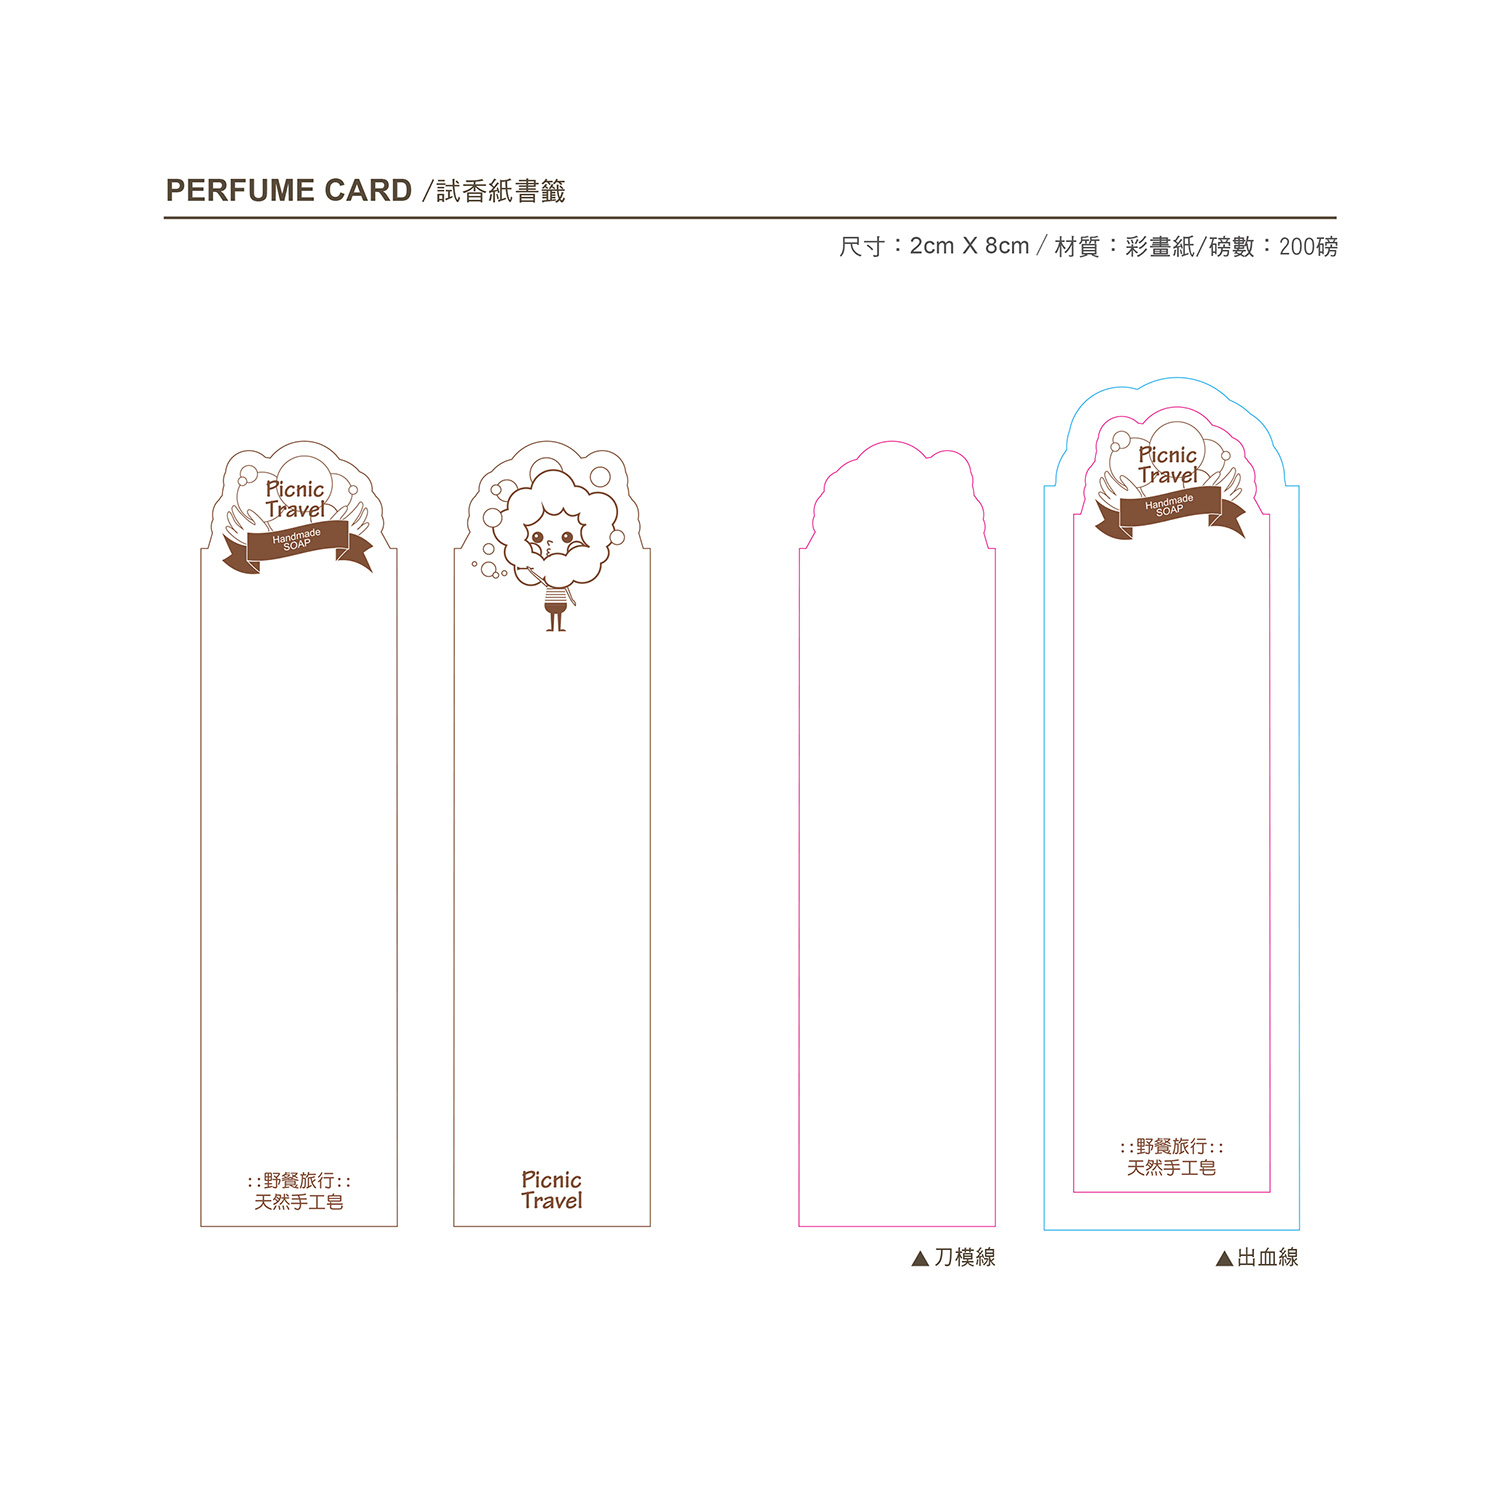 PERFUME CARD /試香紙書籤
尺寸：2cm X 8cm / 材質：彩畫紙/磅數：200磅
Picnic
Travel
Handmade
SOAP
::野餐旅行::
天然手工皂
Picnic
Travel
▲刀模線
Picnic
Travel
Handmade
SOAP
::野餐旅行::
天然手工皂
▲出血線